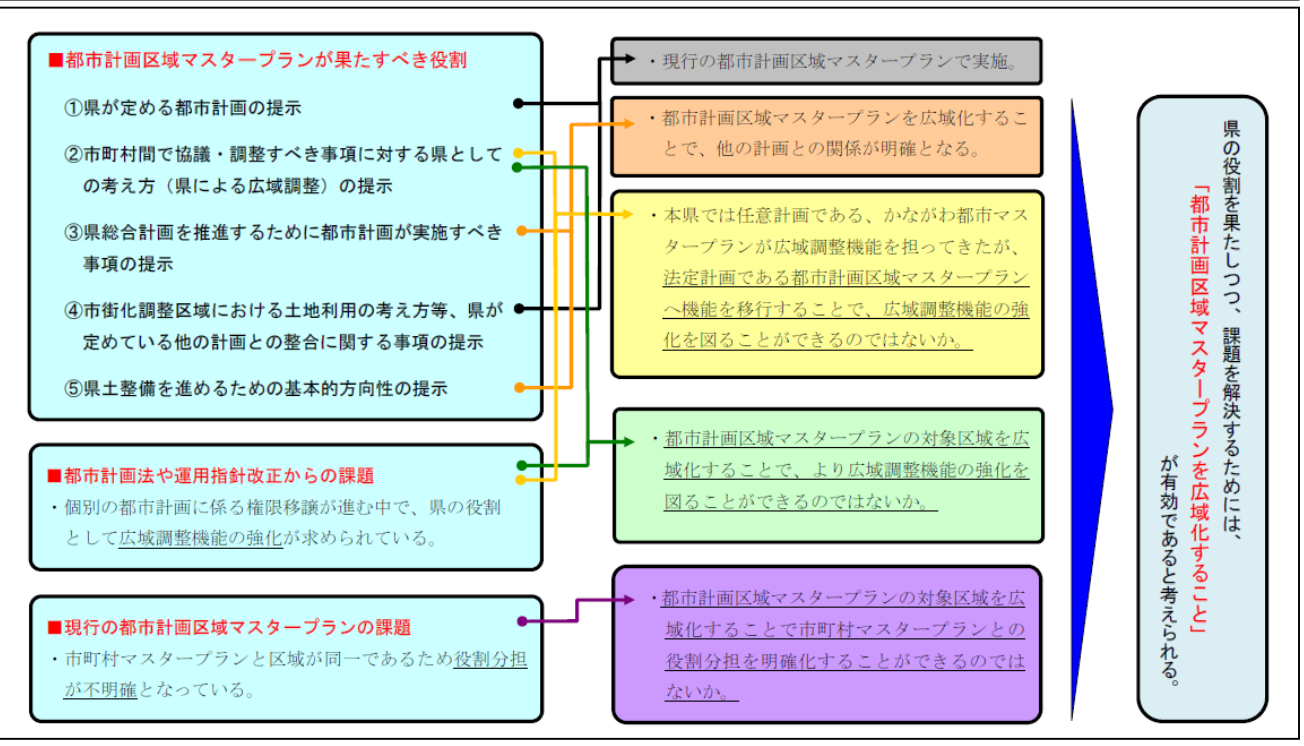 ■都市計画区域マスタープランが果たすべき役割
①県が定める都市計画の提示
②市町村間で協議・調整すべき事項に対する県として
の考え方（県による広域調整）の提示
③県総合計画を推進するために都市計画が実施すべき
事項の提示
④市街化調整区域における土地利用の考え方等、県が
定めている他の計画との整合に関する事項の提示
⑤県土整備を進めるための基本的方向性の提示
■都市計画法や運用指針改正からの課題
・個別の都市計画に係る権限移譲が進む中で、県の役割
として広域調整機能の強化が求められている。
■現行の都市計画区域マスタープランの課題
・市町村マスタープランと区域が同一であるため役割分担
が不明確となっている。
・現行の都市計画区域マスタープランで実施。
・都市計画区域マスタープランを広域化するこ
とで、他の計画との関係が明確となる。
・本県では任意計画である、かながわ都市マス
タープランが広域調整機能を担ってきたが、
法定計画である都市計画区域マスタープラン
へ機能を移行することで、広域調整機能の強
化を図ることができるのではないか。
・都市計画区域マスタープランの対象区域を広
域化することで、より広域調整機能の強化を
図ることができるのではないか。
・都市計画区域マスタープランの対象区域を広
域化することで市町村マスタープランとの
役割分担を明確化することができるのでは
ないか。
県の役割を果たしつつ、課題を解決するためには、
「都市計画区域マスタープランを広域化すること」
が有効であると考えられる。